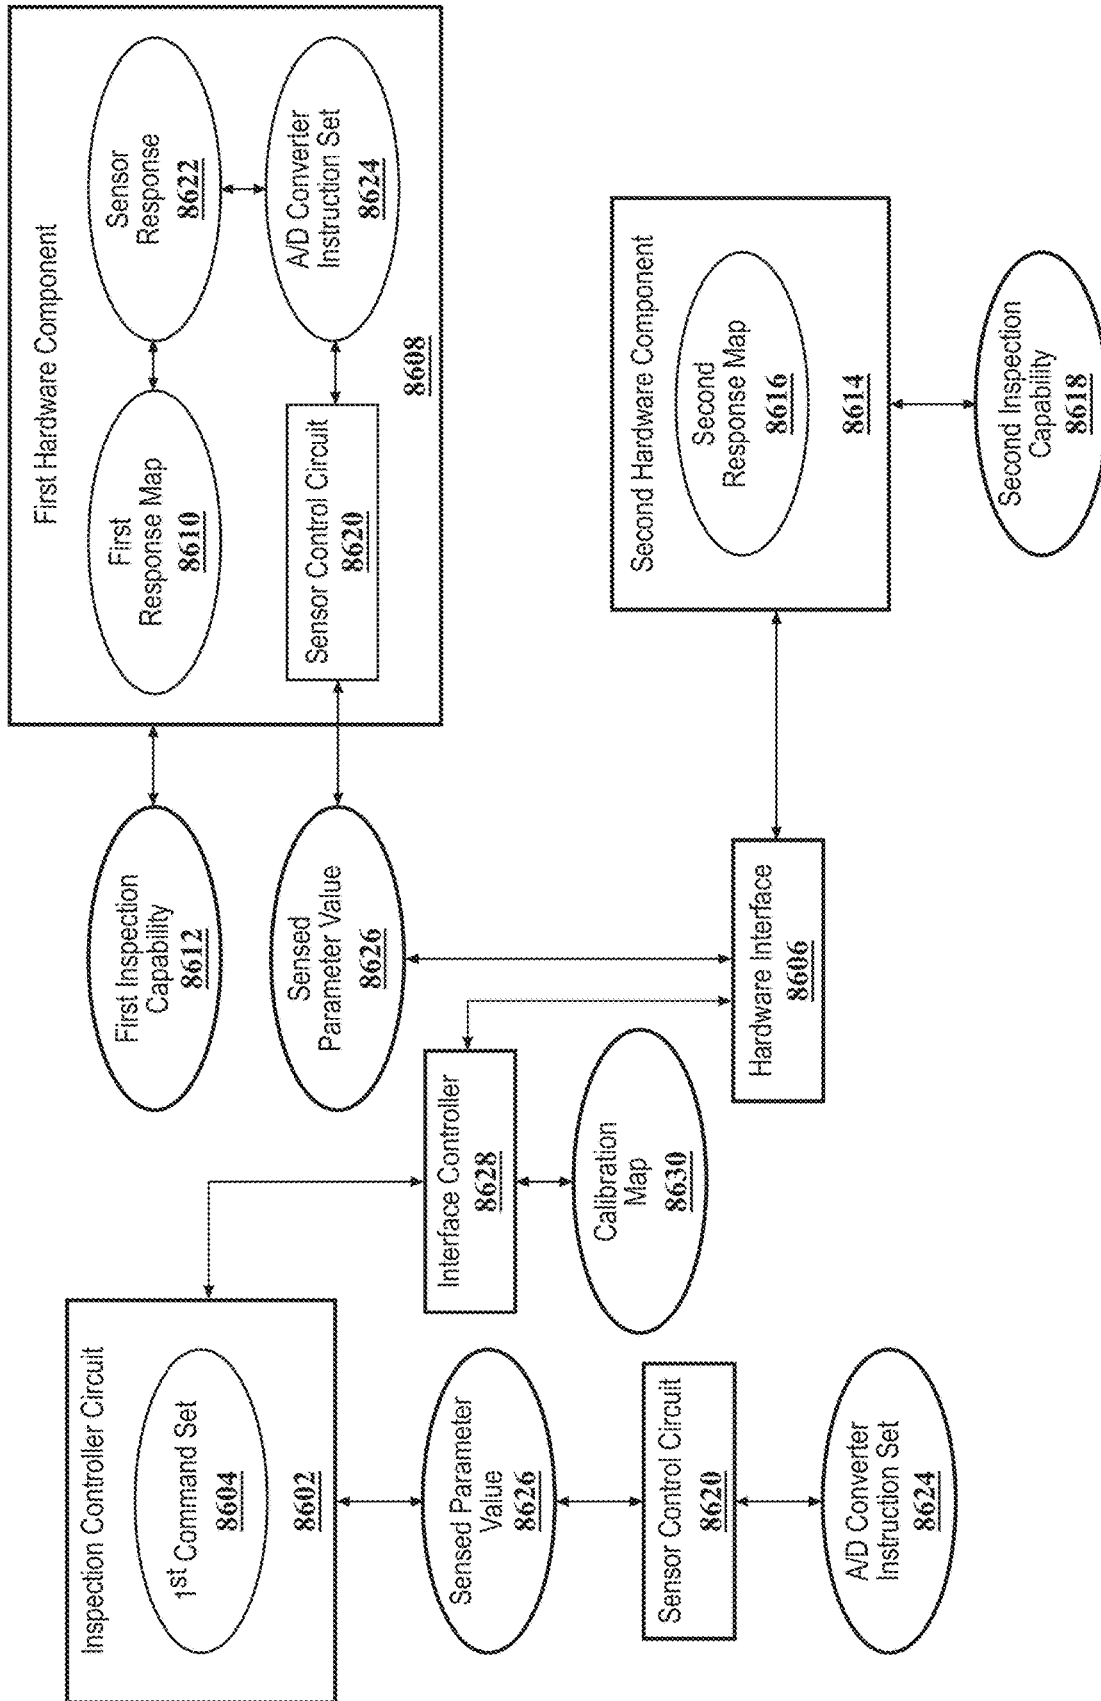 Inspection Controller Circuit
1st Command Set
8604
8602
Sensed Parameter
Value
8626
Sensor Control Circuit
8620
A/D Converter
Instruction Set
8624
Interface Controller
8628
Calibration
Map
8630
First Inspection
Capability
8612
Sensed
Parameter Value
8626
Hardware Interface
8606
First Hardware Component
First
Response Map
8610
Sensor
Response
8622
Sensor Control Circuit
8620
A/D Converter
Instruction Set
8624
8608
Second Hardware Component
Second
Response Map
8616
8614
Second Inspection
Capability
8618